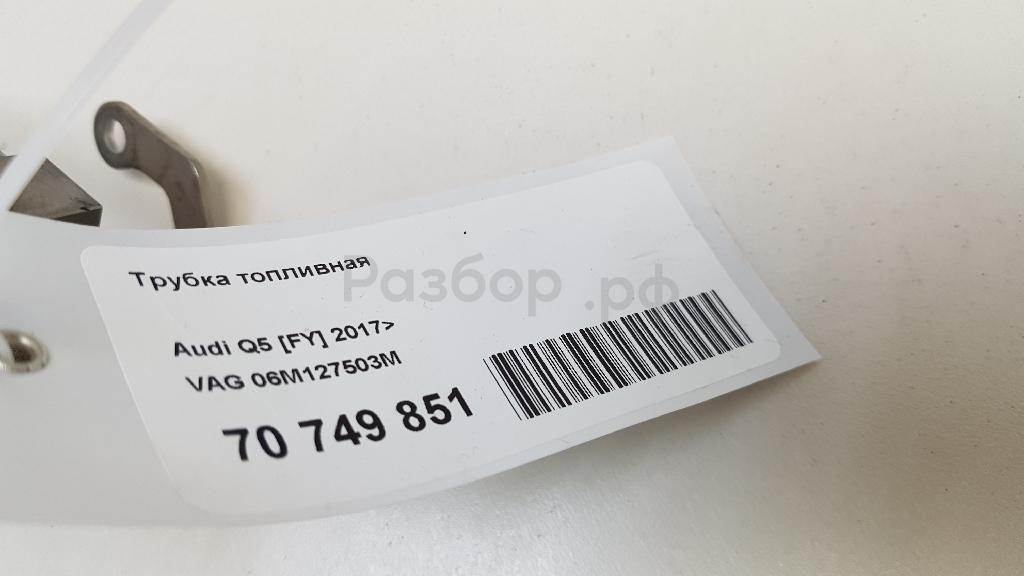 Трубка топливная
Разбор.рф
Audi Q5 [FY] 2017>
VAG 06M127503M
70 749 851